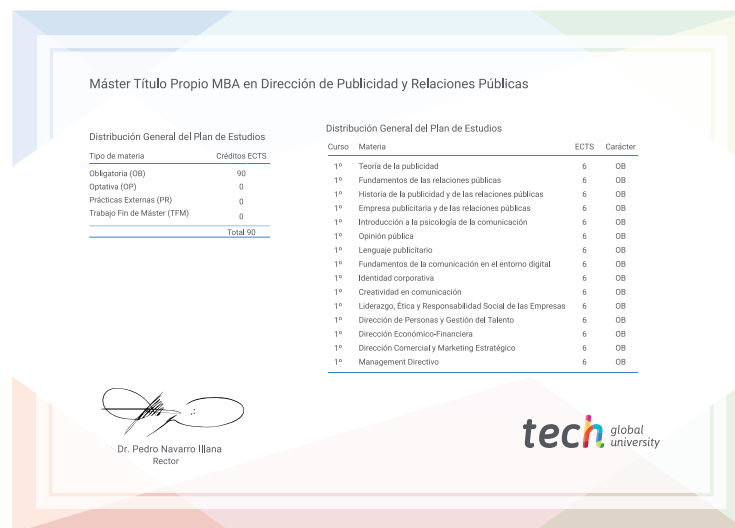 Máster Título Propio MBA en Dirección de Publicidad y Relaciones Públicas
Distribución General del Plan de Estudios
Tipo de materia Créditos ECTS
Obligatoria (OB) 90
Optativa (OP) 0
Prácticas Externas (PR) 0
Trabajo Fin de Máster (TFM) 0
Total 90
Distribución General del Plan de Estudios
Curso Materia ECTS Carácter
1º Teoría de la publicidad 6 OB
1º Fundamentos de las relaciones públicas 6 OB
1º Historia de la publicidad y de las relaciones públicas 6 OB
1º Empresa publicitaria y de las relaciones públicas 6 OB
1º Introducción a la psicología de la comunicación 6 OB
1º Opinión pública 6 OB
1º Lenguaje publicitario 6 OB
1º Fundamentos de la comunicación en el entorno digital 6 OB
1º Identidad corporativa 6 OB
1º Creatividad en comunicación 6 OB
1º Liderazgo, Ética y Responsabilidad Social de las Empresas 6 OB
1º Dirección de Personas y Gestión del Talento 6 OB
1º Dirección Económico-Financiera 6 OB
1º Dirección Comercial y Marketing Estratégico 6 OB
1º Management Directivo 6 OB
Dr. Pedro Navarro Illana
Rector
tech global university